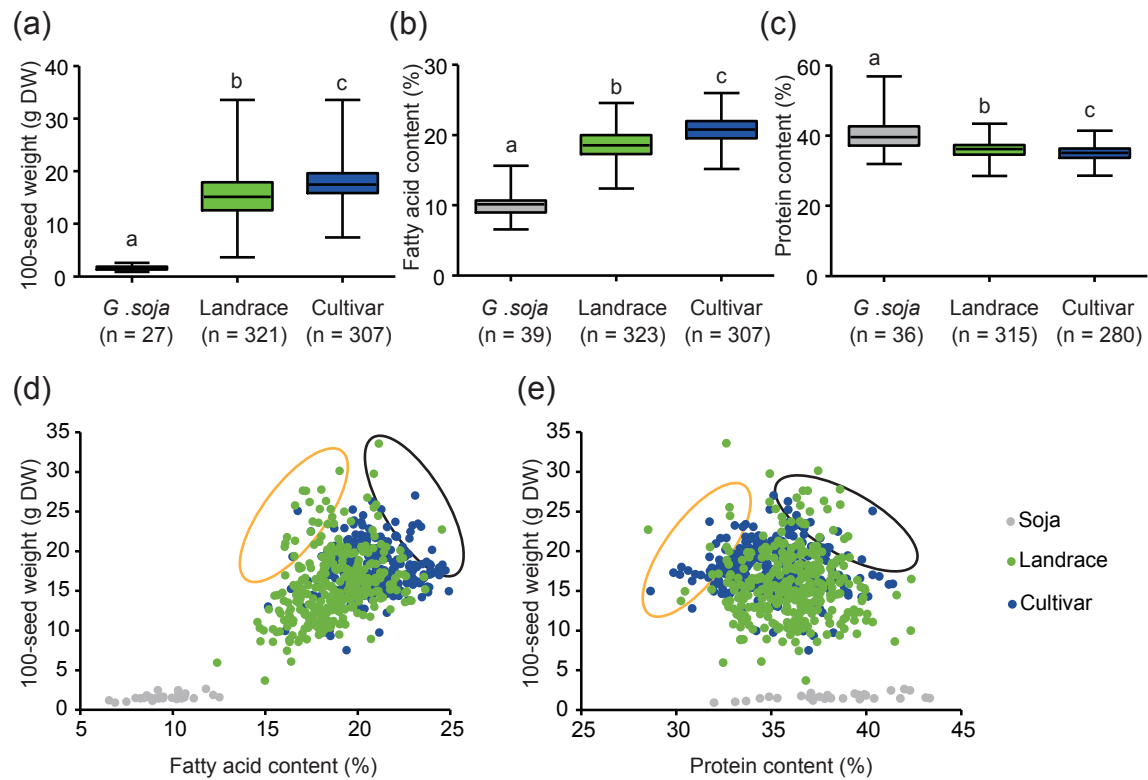 (a)
100-seed weight (g DW)
40
30
20
10
0
a
b
c
G .soja
Landrace
Cultivar
(n = 27)
(n = 321)
(n = 307)
(b)
Fatty acid content (%)
30
20
10
0
a
b
c
G .soja
Landrace
Cultivar
(n = 39)
(n = 323)
(n = 307)
(c)
Protein content (%)
60
40
20
0
a
b
c
G .soja
Landrace
Cultivar
(n = 36)
(n = 315)
(n = 280)
(d)
100-seed weight (g DW)
35
30
25
20
15
10
5
0
5
10
15
20
25
Fatty acid content (%)
(e)
100-seed weight (g DW)
35
30
25
20
15
10
5
0
25
30
35
40
45
Protein content (%)
Soja
Landrace
Cultivar